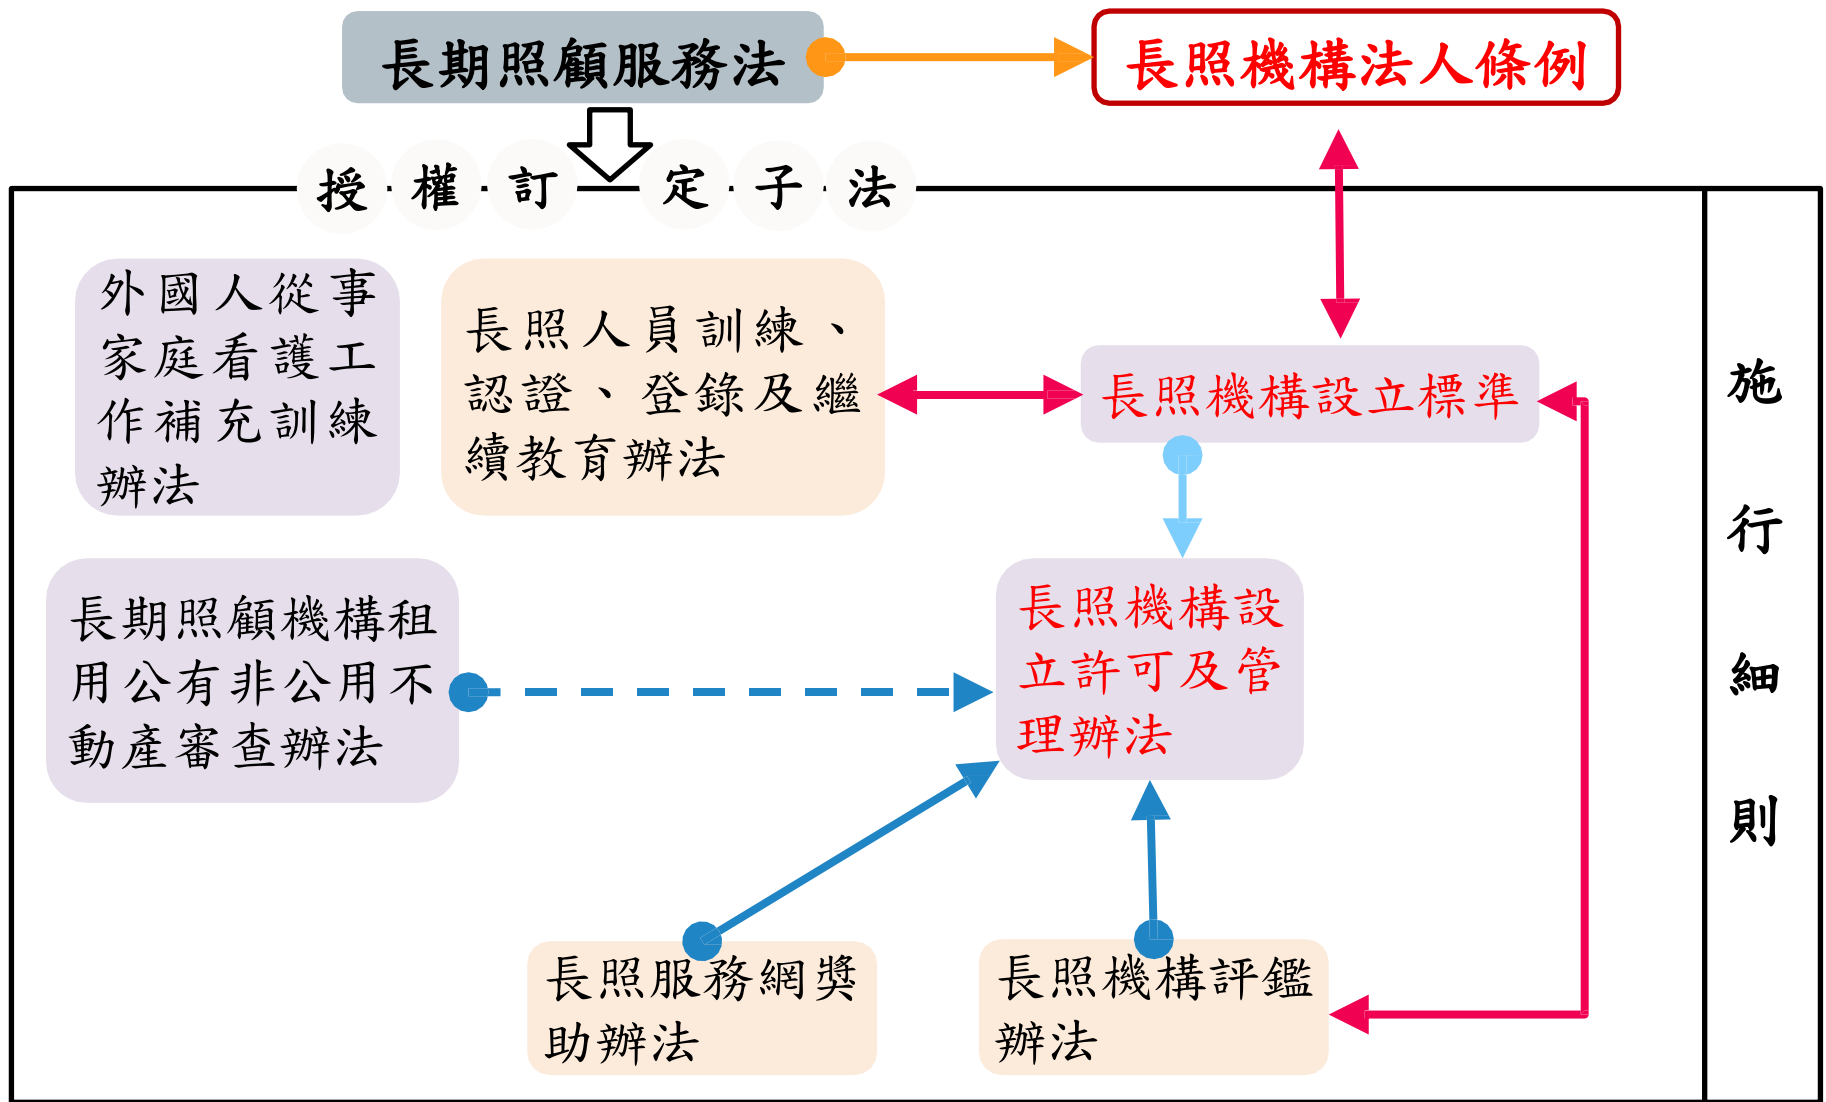 長期照顧服務法
長照機構法人條例
授權訂定子法
外國人從事
家庭看護工
作補充訓練
辦法
長照人員訓練、
認證、登錄及繼
續教育辦法
長照機構設立標準
長期照顧機構租
用公有非公用不
動產審查辦法
長照機構設
立許可及管
理辦法
長照服務網獎
助辦法
長照機構評鑑
辦法
施
行
細
則